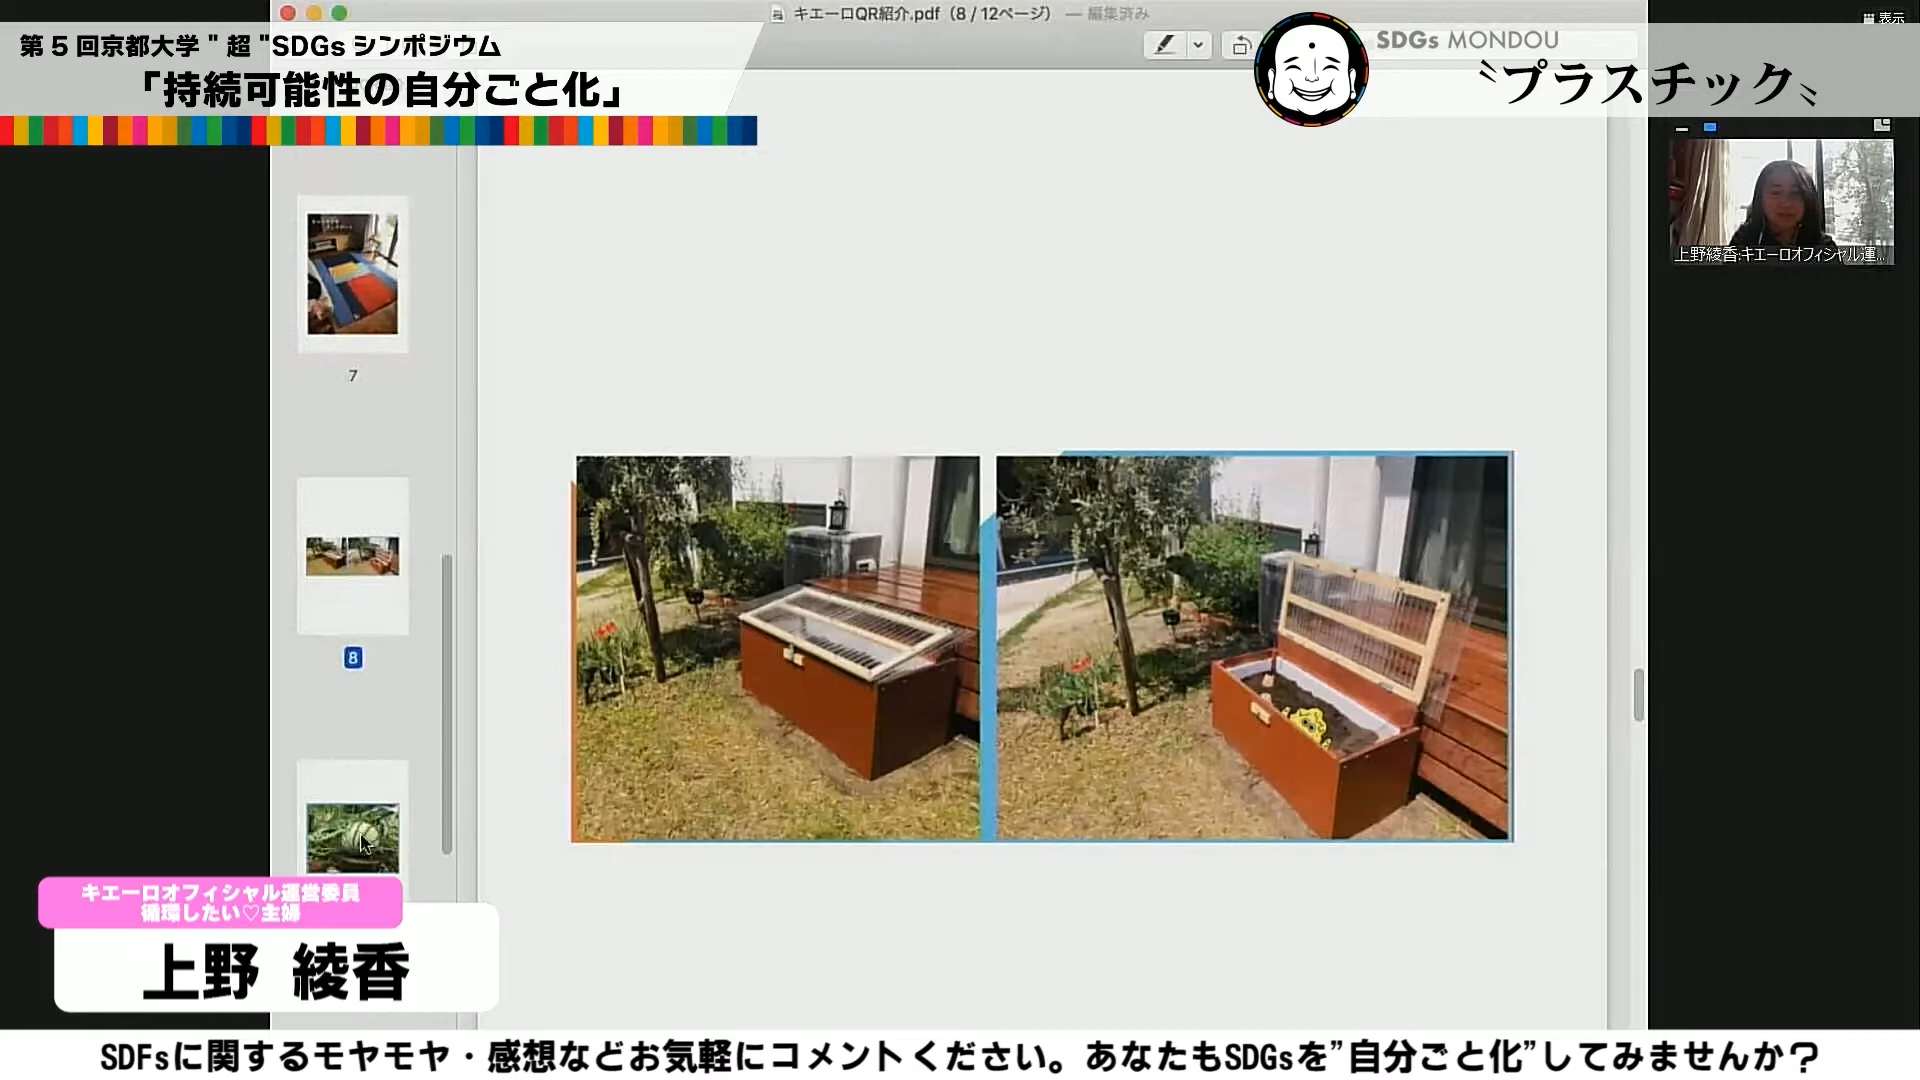 キエーロQR紹介.pdf（8 / 12ページ） — 編集済み
表示
第5回京都大学"超"SDGsシンポジウム
「持続可能性の自分ごと化」
SDGs MONDOU
〝プラスチック〟
上野綾香:キエーロオフィシャル運...
7
8
キエーロオフィシャル運営委員
循環したい♡主婦
上野 綾香
SDFsに関するモヤモヤ・感想などお気軽にコメントください。あなたもSDGsを”自分ごと化”してみませんか？